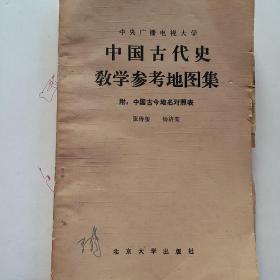 中央广播电视大学
中国古代史
教学参考地图集
附：中国古今地名对照表
张传玺 杨济安
北京大学出版社